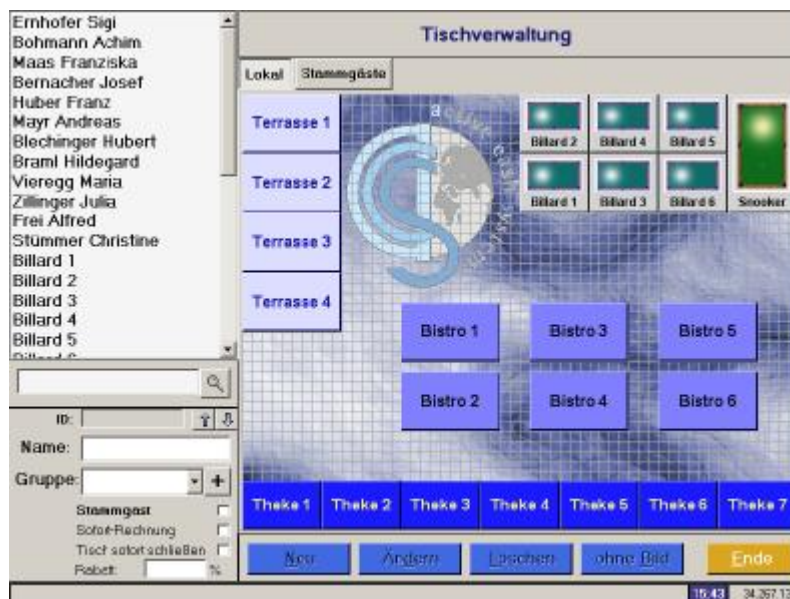 Ernhofer Sigi
Bohmann Achim
Maas Franziska
Bernacher Josef
Huber Franz
Mayr Andreas
Blechinger Hubert
Braml Hildegard
Vieregg Maria
Zillinger Julia
Frei Alfred
Stümmer Christine
Billard 1
Billard 2
Billard 3
Billard 4
Billard 5
Billard 6
ID:
Name:
Gruppe:
Stammgast
Sofort-Rechnung
Tisch sofort schließen
Rabatt: %
Tischverwaltung
Lokal Stammgäste
Terrasse 1
Terrasse 2
Terrasse 3
Terrasse 4
active cash system
Billard 2 Billard 4 Billard 5
Billard 1 Billard 3 Billard 6 Snooker
Bistro 1 Bistro 3 Bistro 5
Bistro 2 Bistro 4 Bistro 6
Theke 1 Theke 2 Theke 3 Theke 4 Theke 5 Theke 6 Theke 7
Neu Ändern Löschen ohne Bild Ende
15:43